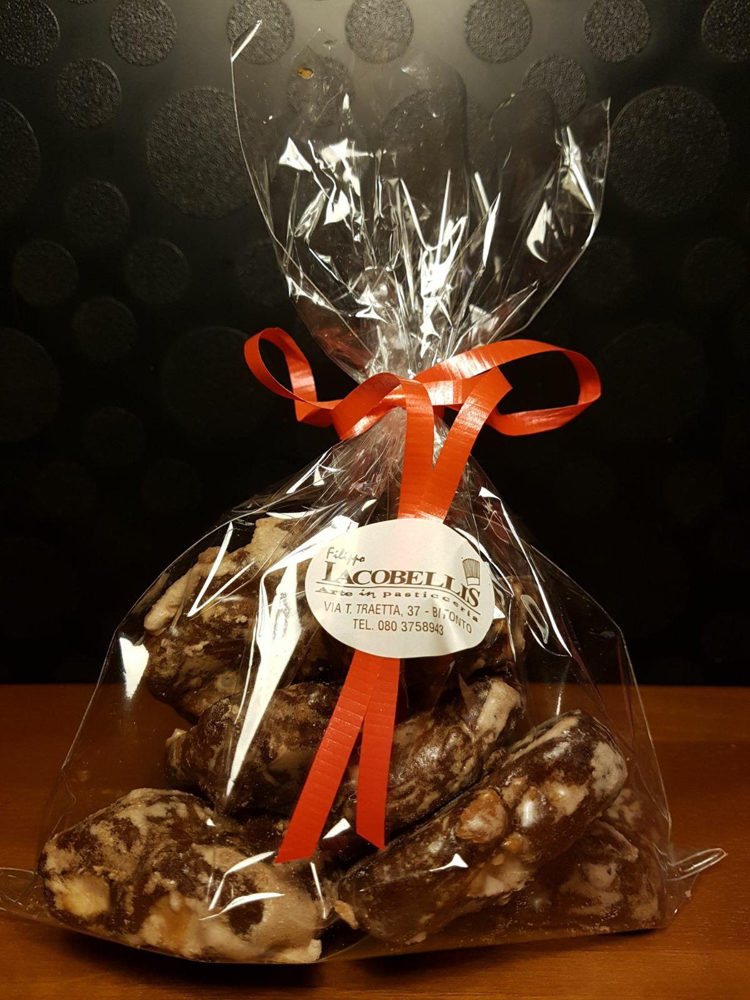 Filippo
IACOBELLIS
Arte in pasticceria
VIA T. TRAETTA, 37 - BITONTO
TEL. 080 3758943